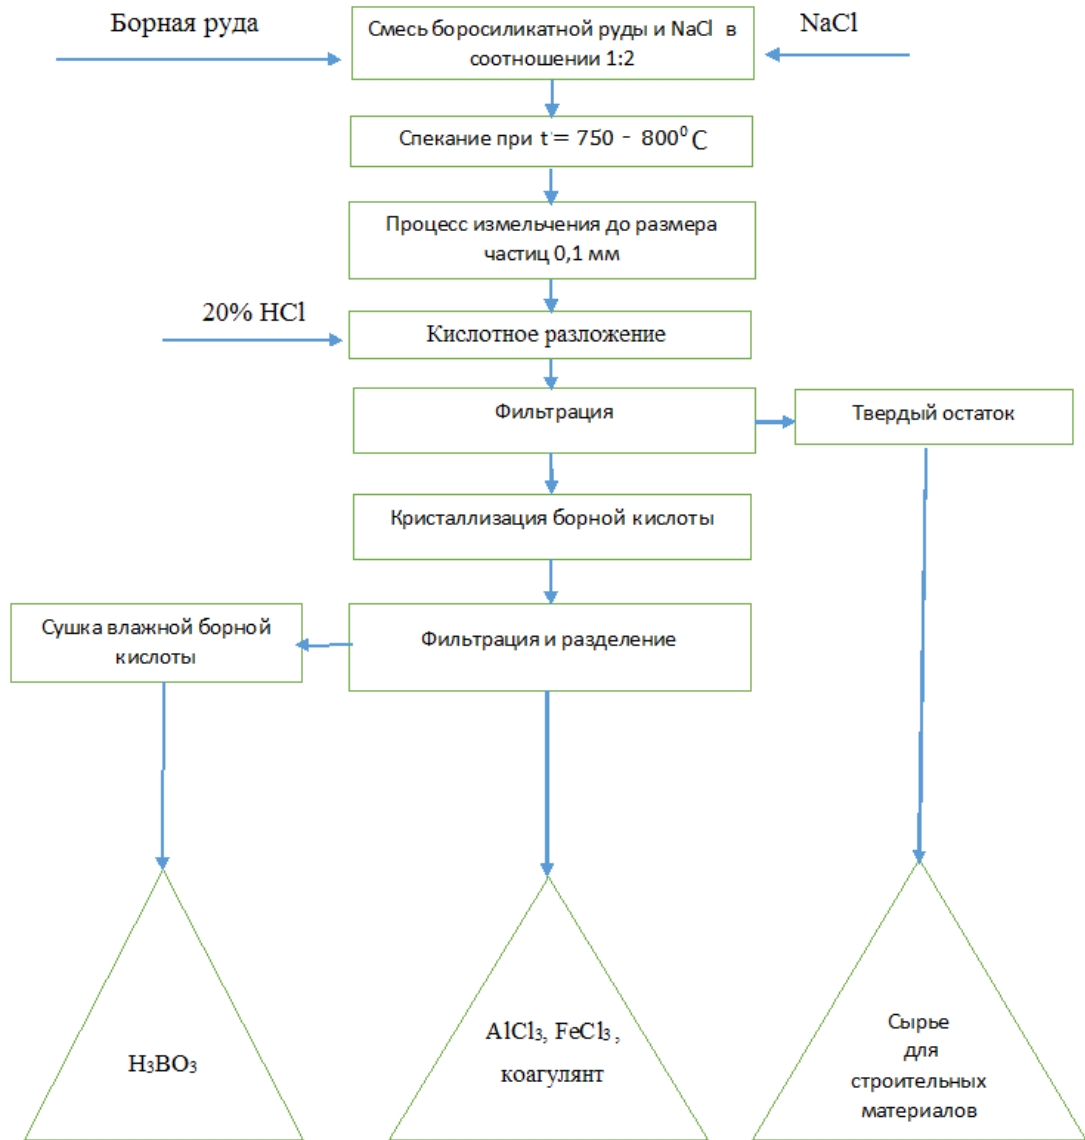 Борная руда
NaCl
Смесь боросиликатной руды и NaCl в
соотношении 1:2
Спекание при t = 750 - 800⁰ C
Процесс измельчения до размера
частиц 0,1 мм
20% HCl
Кислотное разложение
Фильтрация
Твердый остаток
Кристаллизация борной кислоты
Сушка влажной борной
кислоты
Фильтрация и разделение
H₃BO₃
AlCl₃, FeCl₃ ,
коагулянт
Сырье
для
строительных
материалов